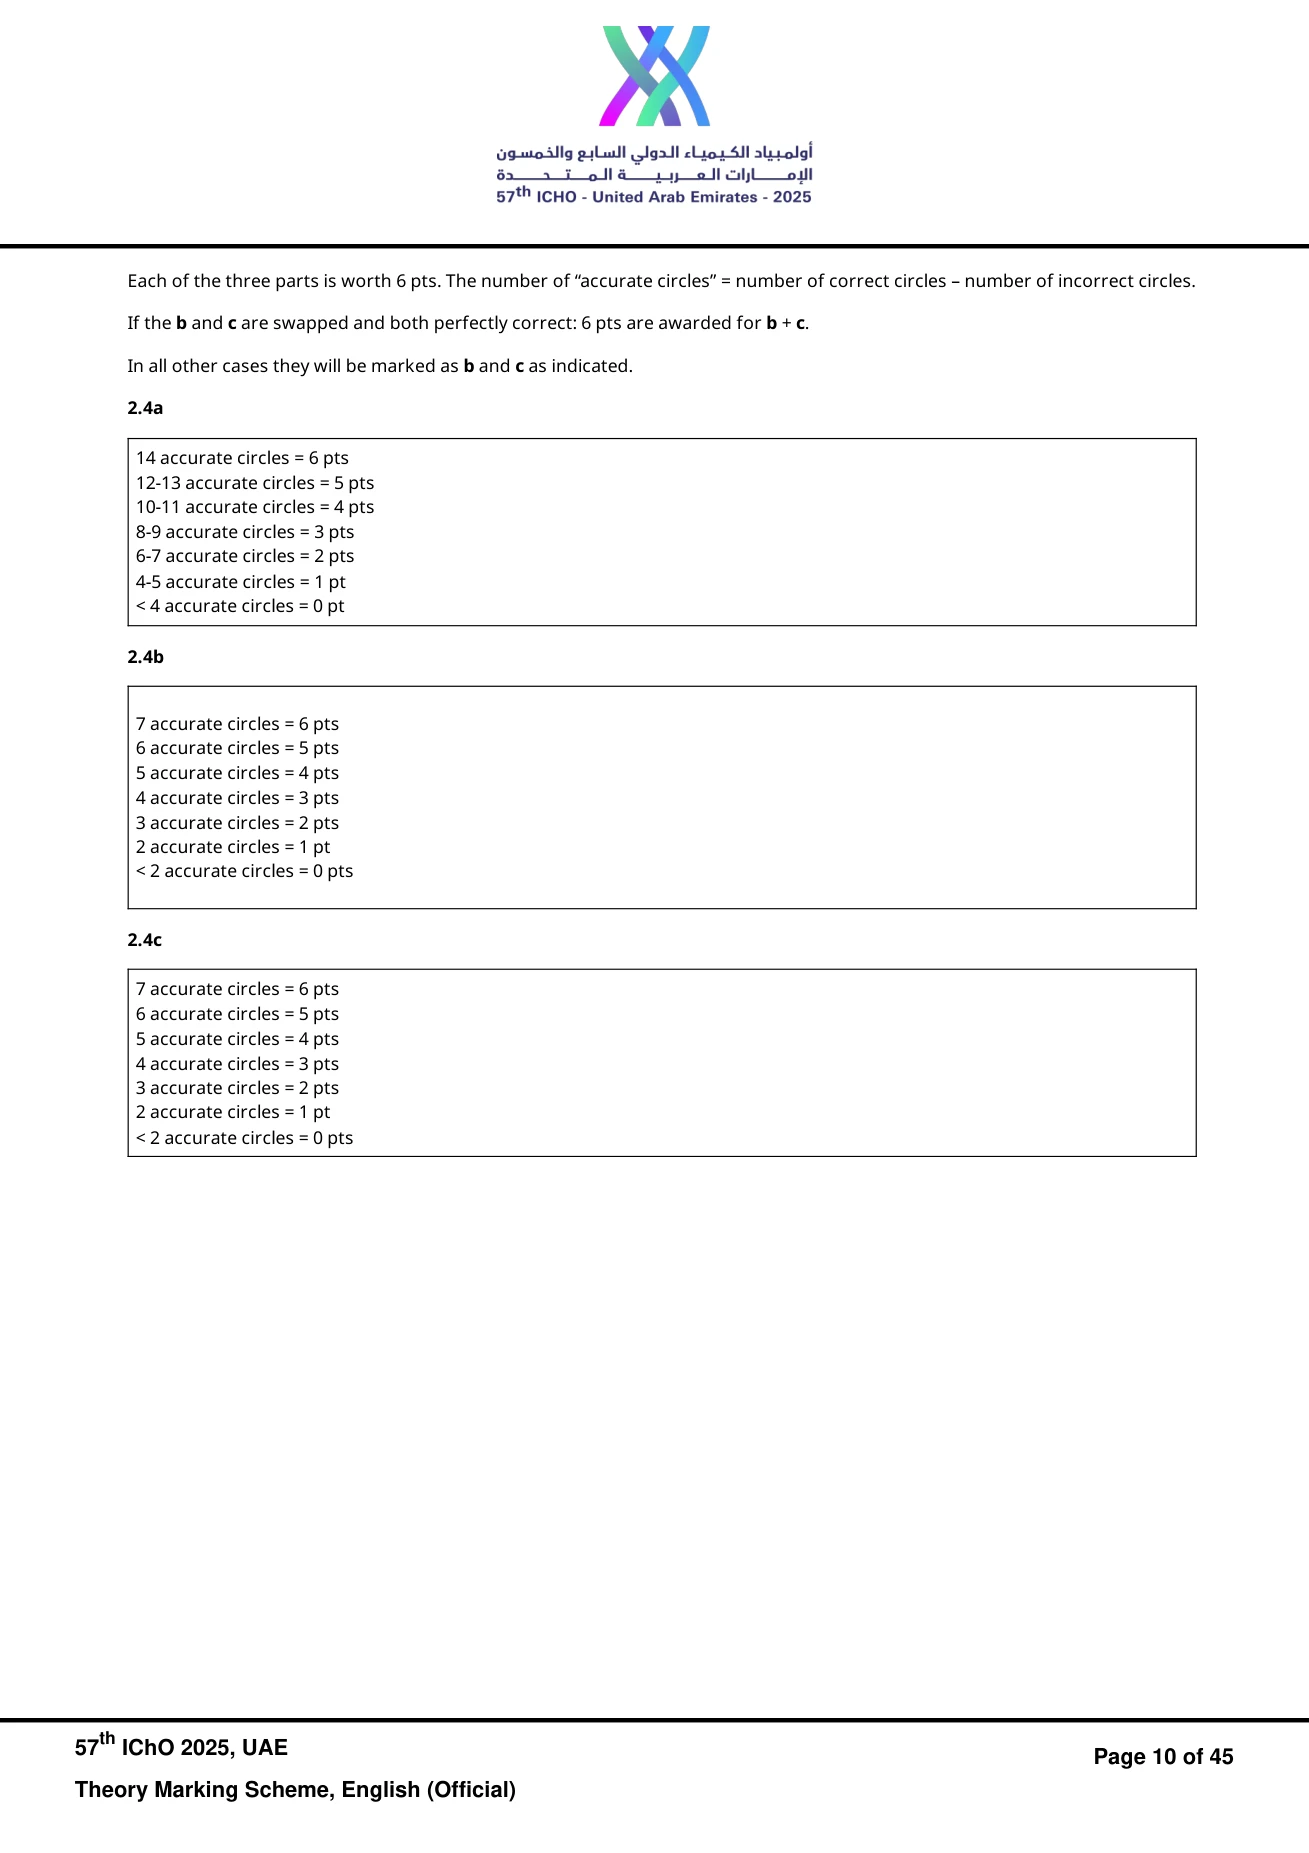 أولمبياد الكيمياء الدولي السابع والخمسون
الإمارات العربية المتحدة
57th ICHO - United Arab Emirates - 2025
Each of the three parts is worth 6 pts. The number of “accurate circles” = number of correct circles – number of incorrect circles.
If the b and c are swapped and both perfectly correct: 6 pts are awarded for b + c.
In all other cases they will be marked as b and c as indicated.
2.4a
14 accurate circles = 6 pts
12-13 accurate circles = 5 pts
10-11 accurate circles = 4 pts
8-9 accurate circles = 3 pts
6-7 accurate circles = 2 pts
4-5 accurate circles = 1 pt
< 4 accurate circles = 0 pt
2.4b
7 accurate circles = 6 pts
6 accurate circles = 5 pts
5 accurate circles = 4 pts
4 accurate circles = 3 pts
3 accurate circles = 2 pts
2 accurate circles = 1 pt
< 2 accurate circles = 0 pts
2.4c
7 accurate circles = 6 pts
6 accurate circles = 5 pts
5 accurate circles = 4 pts
4 accurate circles = 3 pts
3 accurate circles = 2 pts
2 accurate circles = 1 pt
< 2 accurate circles = 0 pts
57th IChO 2025, UAE
Page 10 of 45
Theory Marking Scheme, English (Official)